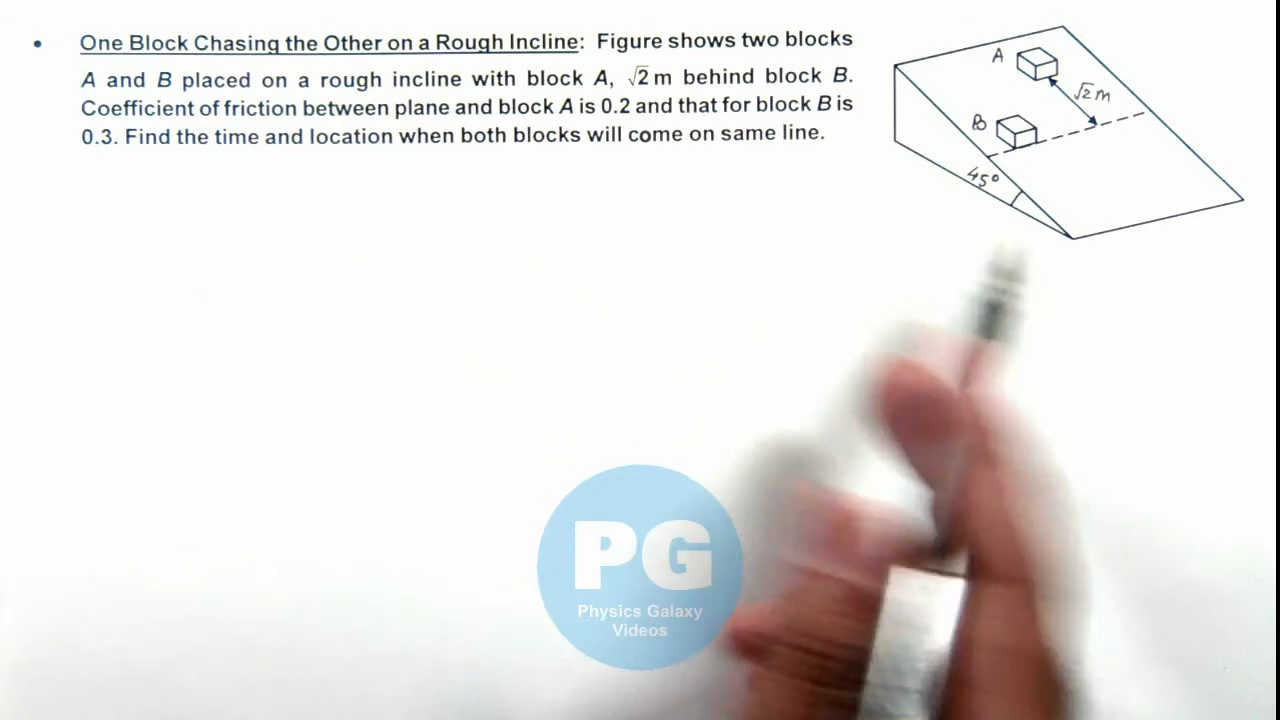 • One Block Chasing the Other on a Rough Incline: Figure shows two blocks
A and B placed on a rough incline with block A, √2 m behind block B.
Coefficient of friction between plane and block A is 0.2 and that for block B is
0.3. Find the time and location when both blocks will come on same line.
A
√2 m
B
45°
PG
Physics Galaxy
Videos